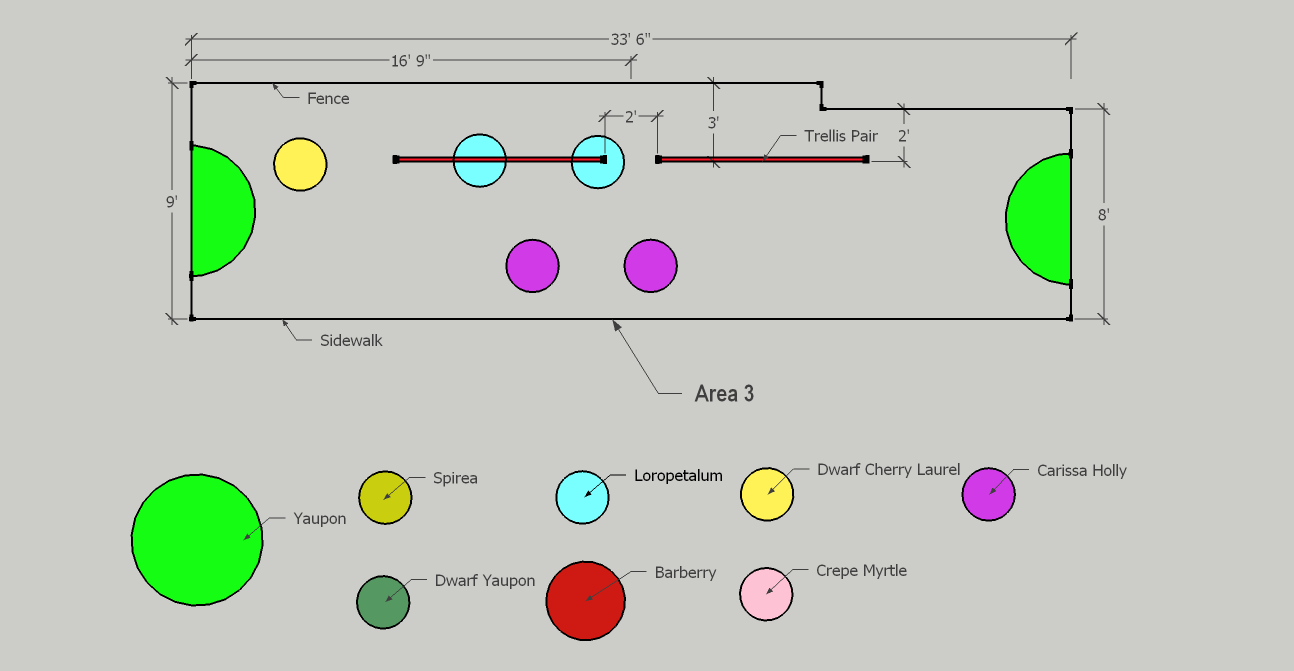 33' 6"
16' 9"
Fence
2'
3'
Trellis Pair
2'
9'
8'
Sidewalk
Area 3
Spirea
Loropetalum
Dwarf Cherry Laurel
Carissa Holly
Yaupon
Dwarf Yaupon
Barberry
Crepe Myrtle